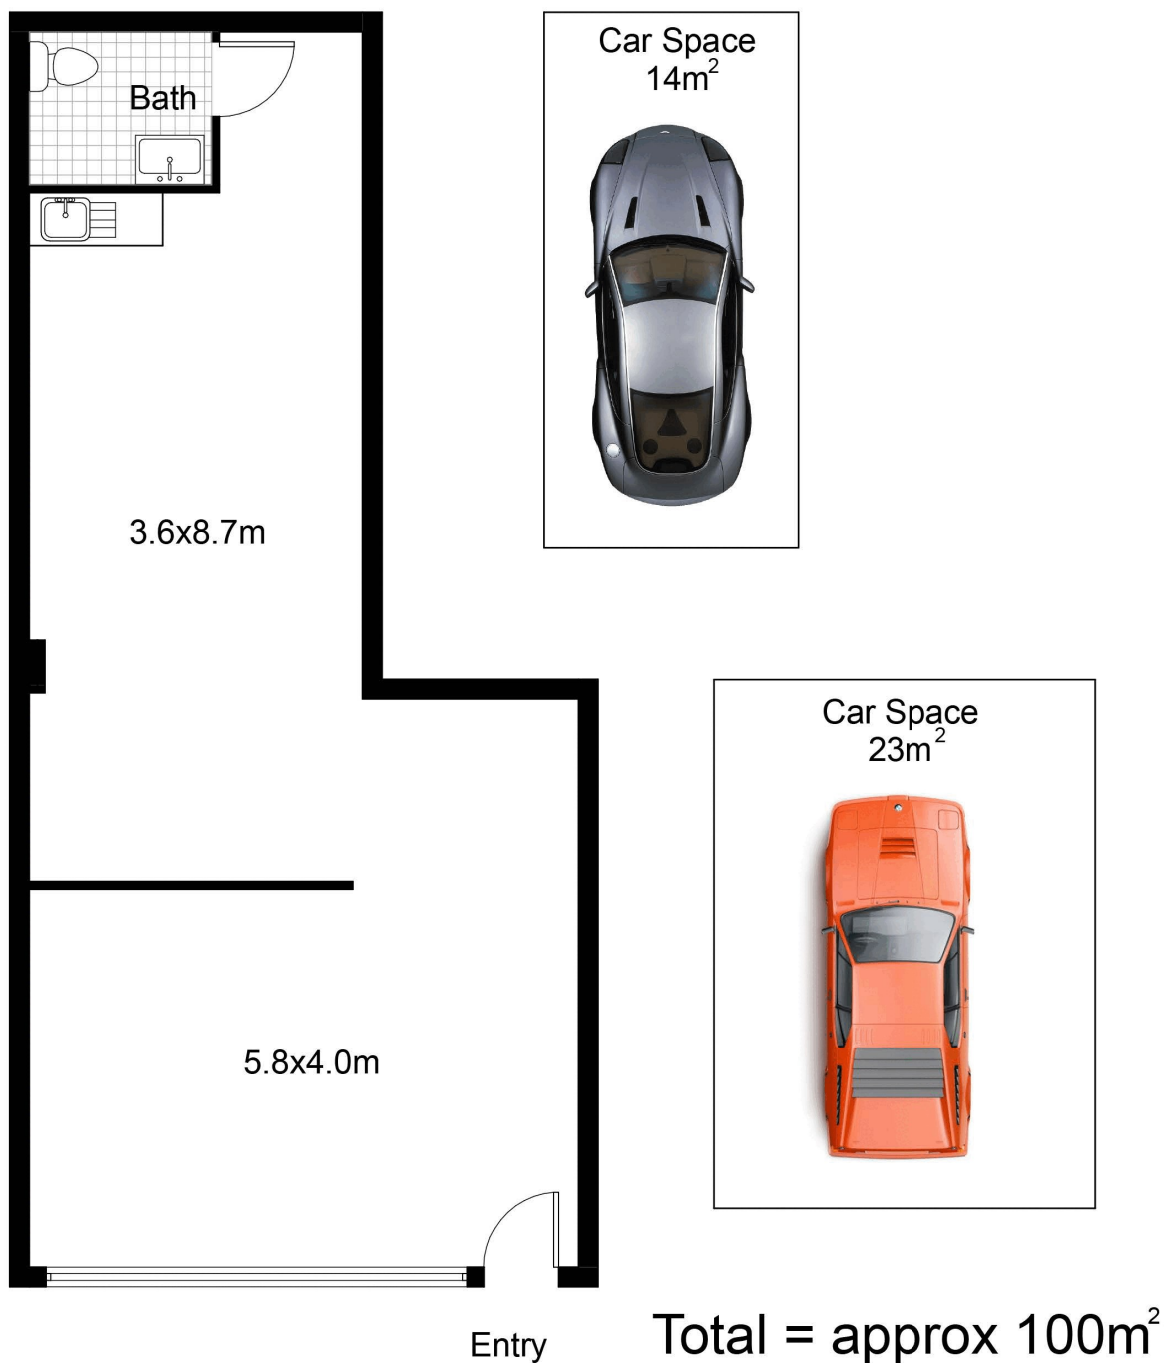 Car Space
14m²
Bath
3.6x8.7m
Car Space
23m²
5.8x4.0m
Entry
Total = approx 100m²